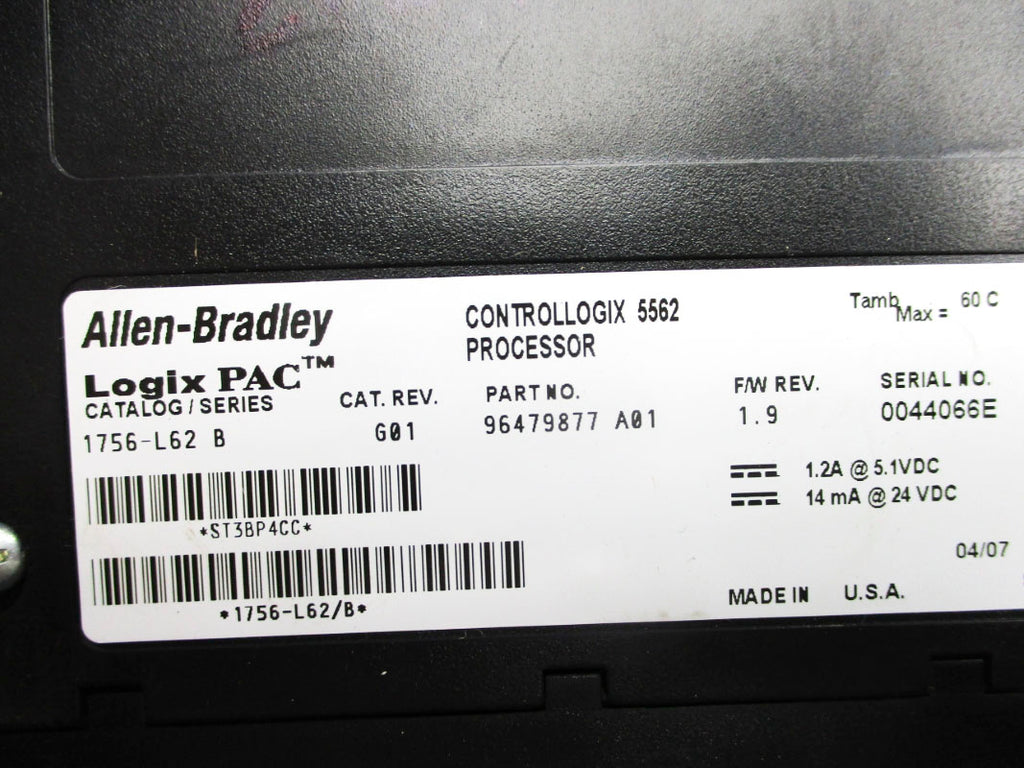 Allen-Bradley
Logix PAC™
CONTROLLOGIX 5562
PROCESSOR
Tamb Max = 60 C
CATALOG / SERIES
1756-L62 B
CAT. REV.
G01
PART NO.
96479877 A01
F/W REV.
1.9
SERIAL NO.
0044066E
1.2A @ 5.1VDC
14 mA @ 24 VDC
*ST3BP4CC*
*1756-L62/B*
04/07
MADE IN U.S.A.